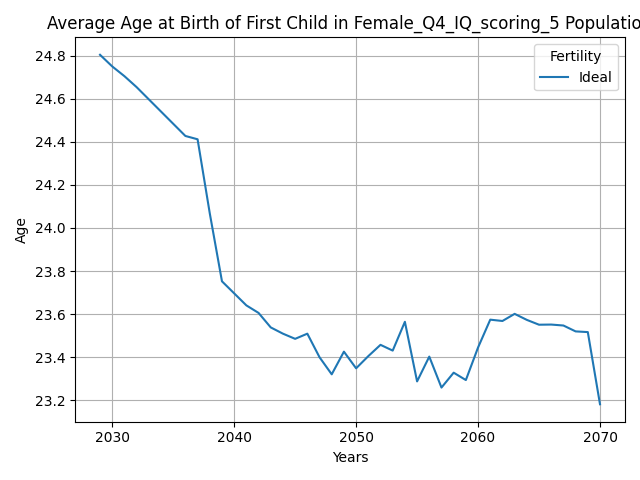 Average Age at Birth of First Child in Female_Q4_IQ_scoring_5 Populatio
Fertility
Ideal
24.8
24.6
24.4
24.2
24.0
23.8
23.6
23.4
23.2
Age
2030 2040 2050 2060 2070
Years